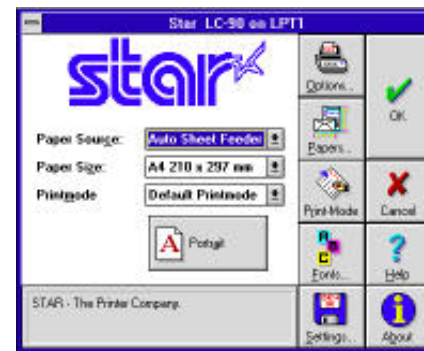 Star LC-90 on LPT1
star
Options...
OK
Paper Source:
Auto Sheet Feeder
Papers...
Paper Size:
A4 210 x 297 mm
Printmode
Default Printmode
Print-Mode
Cancel
A
Portrait
Fonts...
Help
STAR - The Printer Company.
Settings...
About